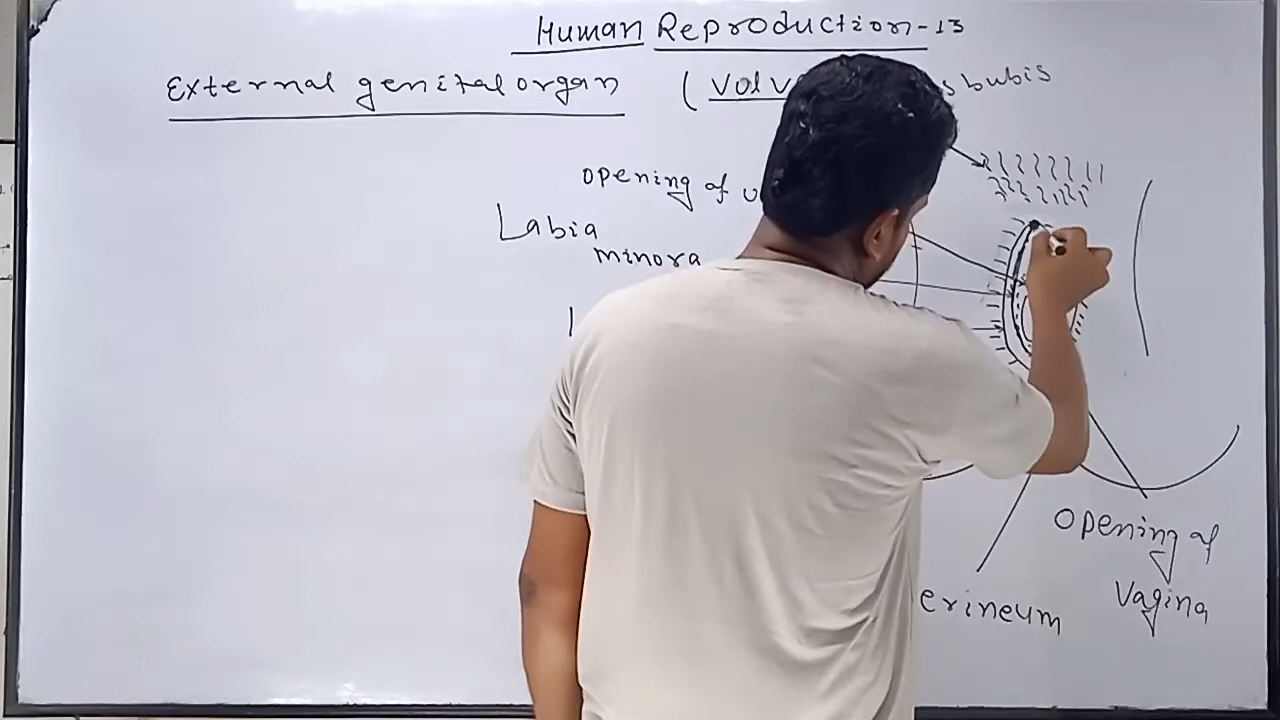 Human Reproduction-13
External genital organ (Volv
s bubis
opening of u
Labia
minora
opening of
vagina
erineum